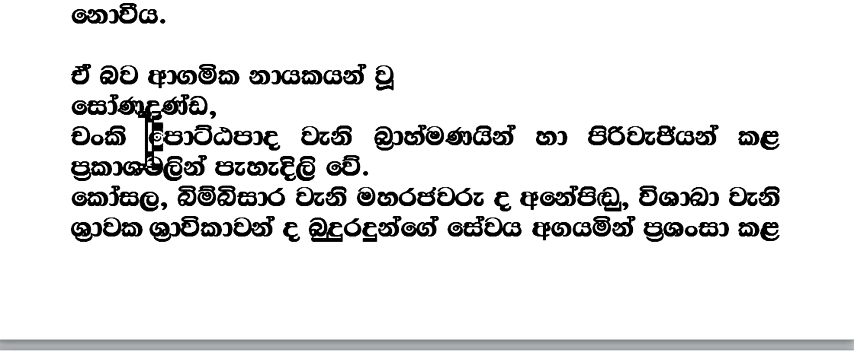 නොවීය.
ඒ බව ආගමික නායකයන් වූ
සෝණදණ්ඩ,
චංකි පොට්ඨපාද වැනි බ්‍රාහ්මණයින් හා පිරිවැජියන් කළ
ප්‍රකාශවලින් පැහැදිලි වේ.
කෝසල, බිම්බිසාර වැනි මහරජවරු ද අනේපිඬු, විශාඛා වැනි
ශ්‍රාවක ශ්‍රාවිකාවන් ද බුදුරදුන්ගේ සේවය අගයමින් ප්‍රශංසා කළ